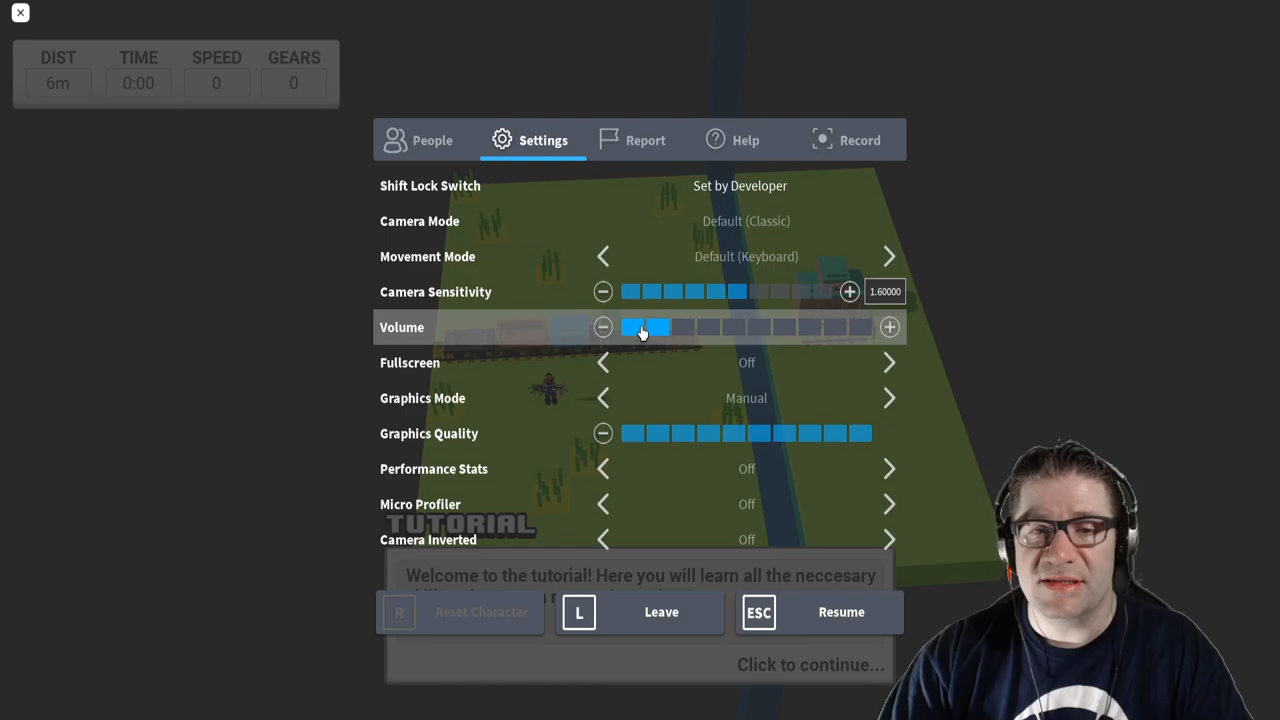 DIST TIME SPEED GEARS
6m 0:00 0 0
People Settings Report Help Record
Shift Lock Switch Set by Developer
Camera Mode Default (Classic)
Movement Mode Default (Keyboard)
Camera Sensitivity 1.60000
Volume
Fullscreen Off
Graphics Mode Manual
Graphics Quality
Performance Stats Off
Micro Profiler Off
Camera Inverted Off
TUTORIAL
Welcome to the tutorial! Here you will learn all the neccesary
R Reset Character L Leave ESC Resume
Click to continue...